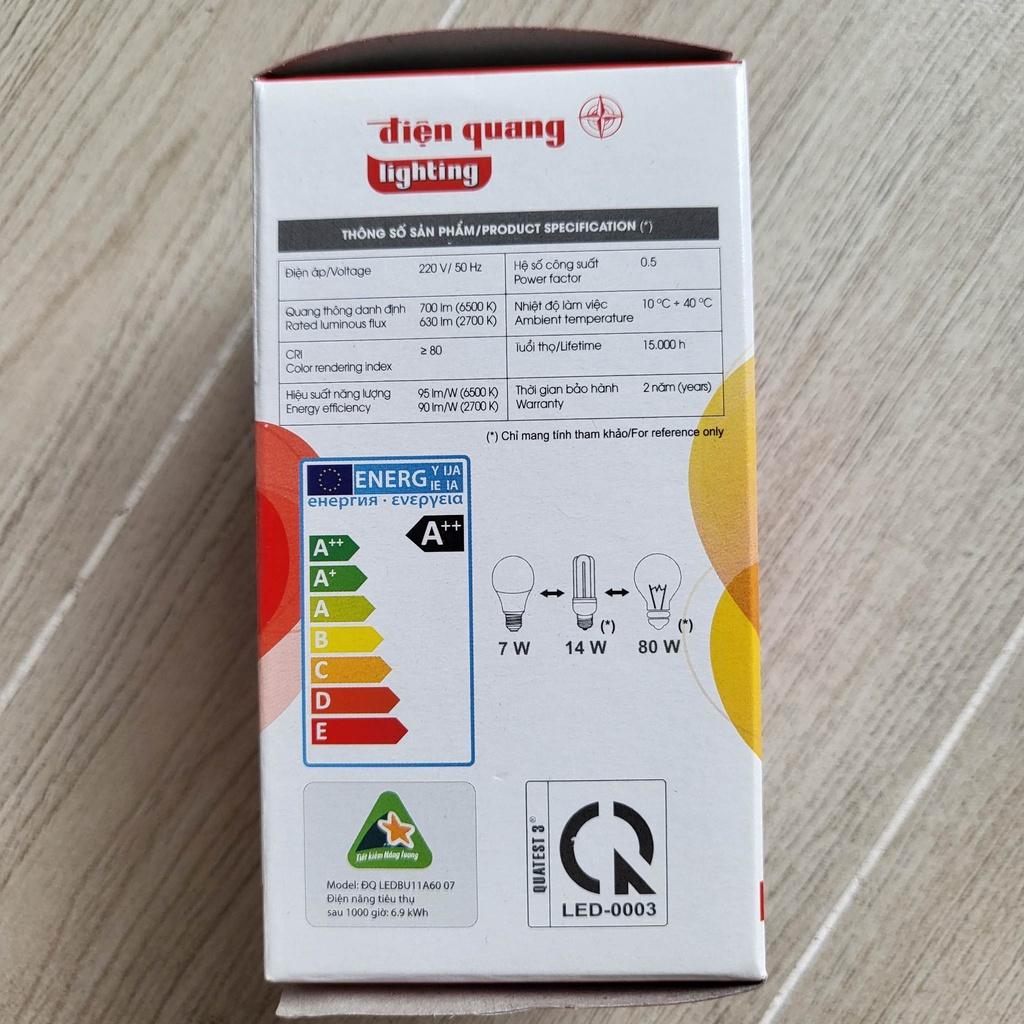 điện quang
lighting
THÔNG SỐ SẢN PHẨM/PRODUCT SPECIFICATION (*)
Điện áp/Voltage 220 V/ 50 Hz
Hệ số công suất 0.5
Power factor
Quang thông danh định 700 lm (6500 K)
Rated luminous flux 630 lm (2700 K)
Nhiệt độ làm việc 10 °C ÷ 40 °C
Ambient temperature
CRI ≥ 80
Color rendering index
Tuổi thọ/Lifetime 15.000 h
Hiệu suất năng lượng 95 lm/W (6500 K)
Energy efficiency 90 lm/W (2700 K)
Thời gian bảo hành 2 năm (years)
Warranty
(*) Chỉ mang tính tham khảo/For reference only
ENERG Y IJA
IE IA
енергия · ενεργεια
A++
A++
A+
A
B
C
D
E
(*) (*)
7 W 14 W 80 W
Tiết kiệm Năng lượng
Model: ĐQ LEDBU11A60 07
Điện năng tiêu thụ
sau 1000 giờ: 6.9 kWh
QUATEST 3®
LED-0003